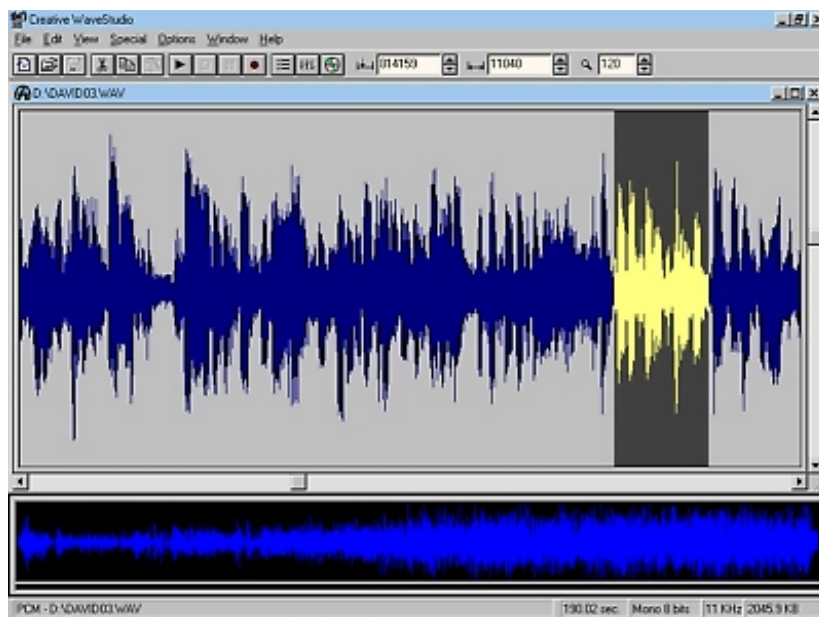 Creative WaveStudio
File Edit View Special Options Window Help
014159 11040 120
D:\DAVID03.WAV
PCM - D:\DAVID03.WAV 190.02 sec. Mono 8 bits 11 KHz 2045.9 KB